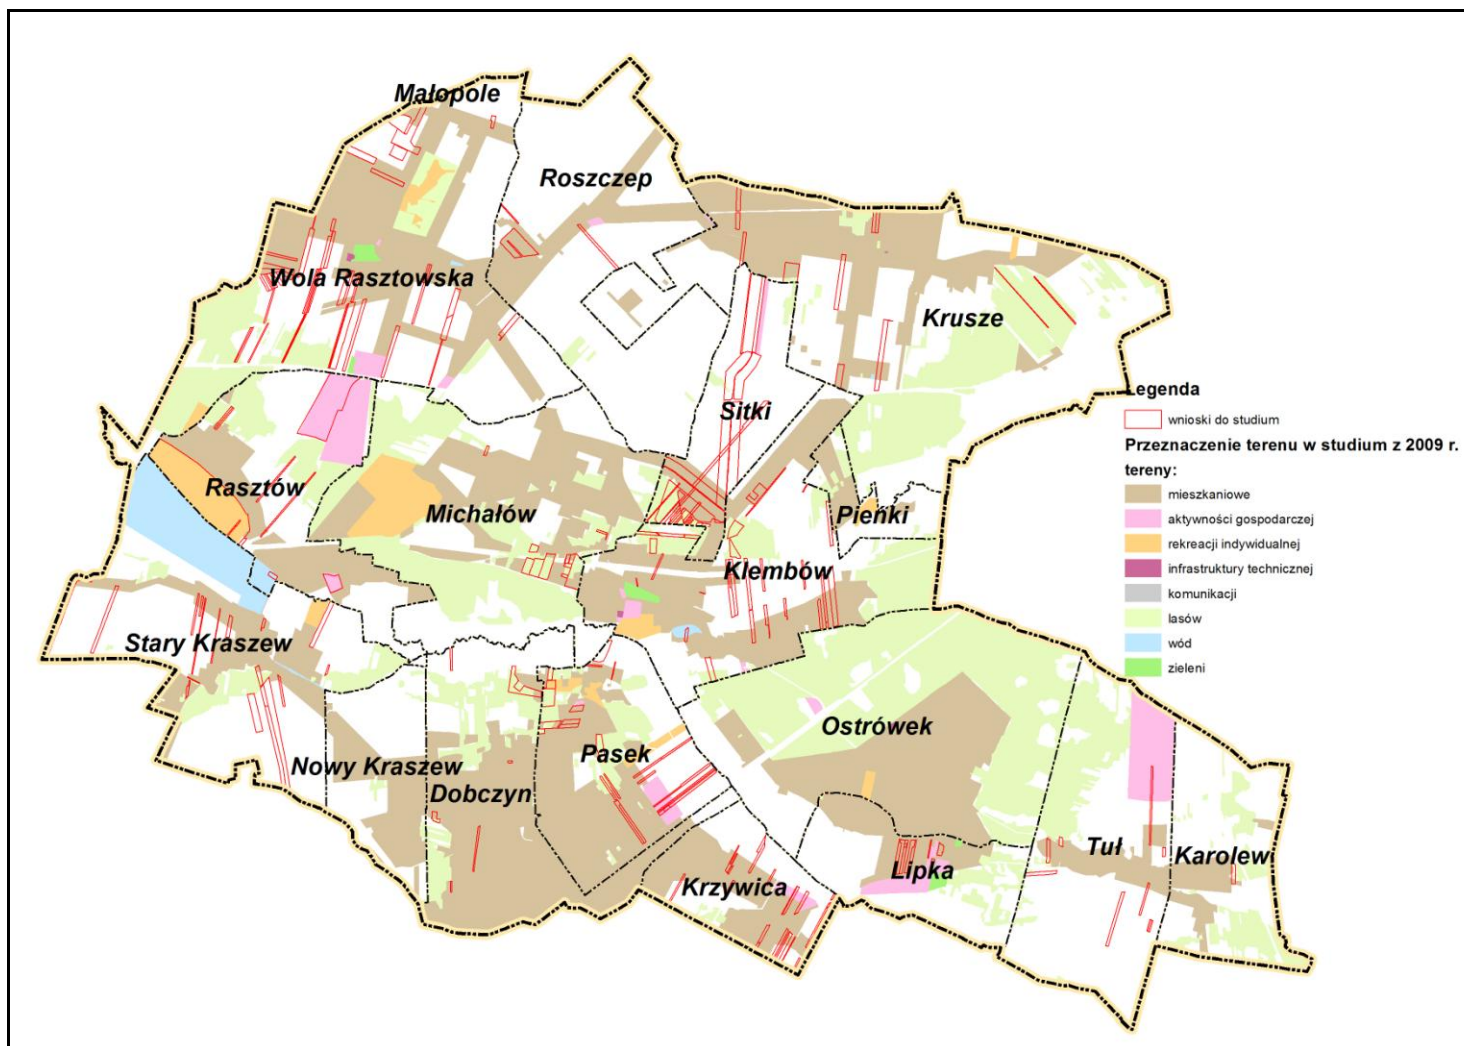 Małopole
Roszczep
Wola Rasztowska
Krusze
Legenda
wnioski do studium
Przeznaczenie terenu w studium z 2009 r.
tereny:
mieszkaniowe
aktywności gospodarczej
rekreacji indywidualnej
infrastruktury technicznej
komunikacji
lasów
wód
zieleni
Sitki
Rasztów
Michałów
Pieńki
Klembów
Stary Kraszew
Ostrówek
Pasek
Nowy Kraszew
Dobczyn
Tuł
Karolew
Lipka
Krzywica